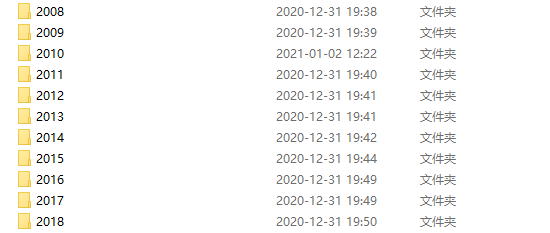 2008 2020-12-31 19:38 文件夹
2009 2020-12-31 19:39 文件夹
2010 2021-01-02 12:22 文件夹
2011 2020-12-31 19:40 文件夹
2012 2020-12-31 19:41 文件夹
2013 2020-12-31 19:41 文件夹
2014 2020-12-31 19:42 文件夹
2015 2020-12-31 19:44 文件夹
2016 2020-12-31 19:49 文件夹
2017 2020-12-31 19:49 文件夹
2018 2020-12-31 19:50 文件夹